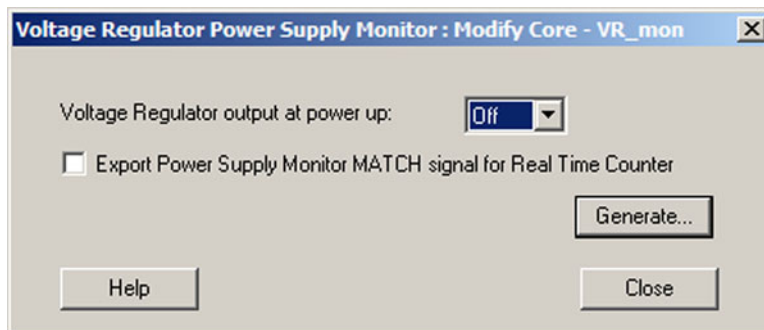 Voltage Regulator Power Supply Monitor : Modify Core - VR_mon
Voltage Regulator output at power up: Off
Export Power Supply Monitor MATCH signal for Real Time Counter
Generate...
Help Close